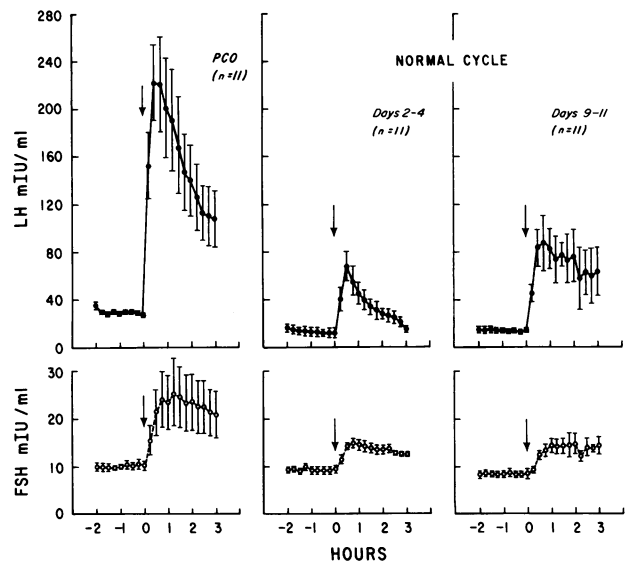 280
240
200
160
120
80
40
0
LH mIU/ml
PCO
(n=11)
NORMAL CYCLE
Days 2-4
(n=11)
Days 9-11
(n=11)
30
20
10
0
FSH mIU/ml
-2 -1 0 1 2 3
-2 -1 0 1 2 3
-2 -1 0 1 2 3
HOURS